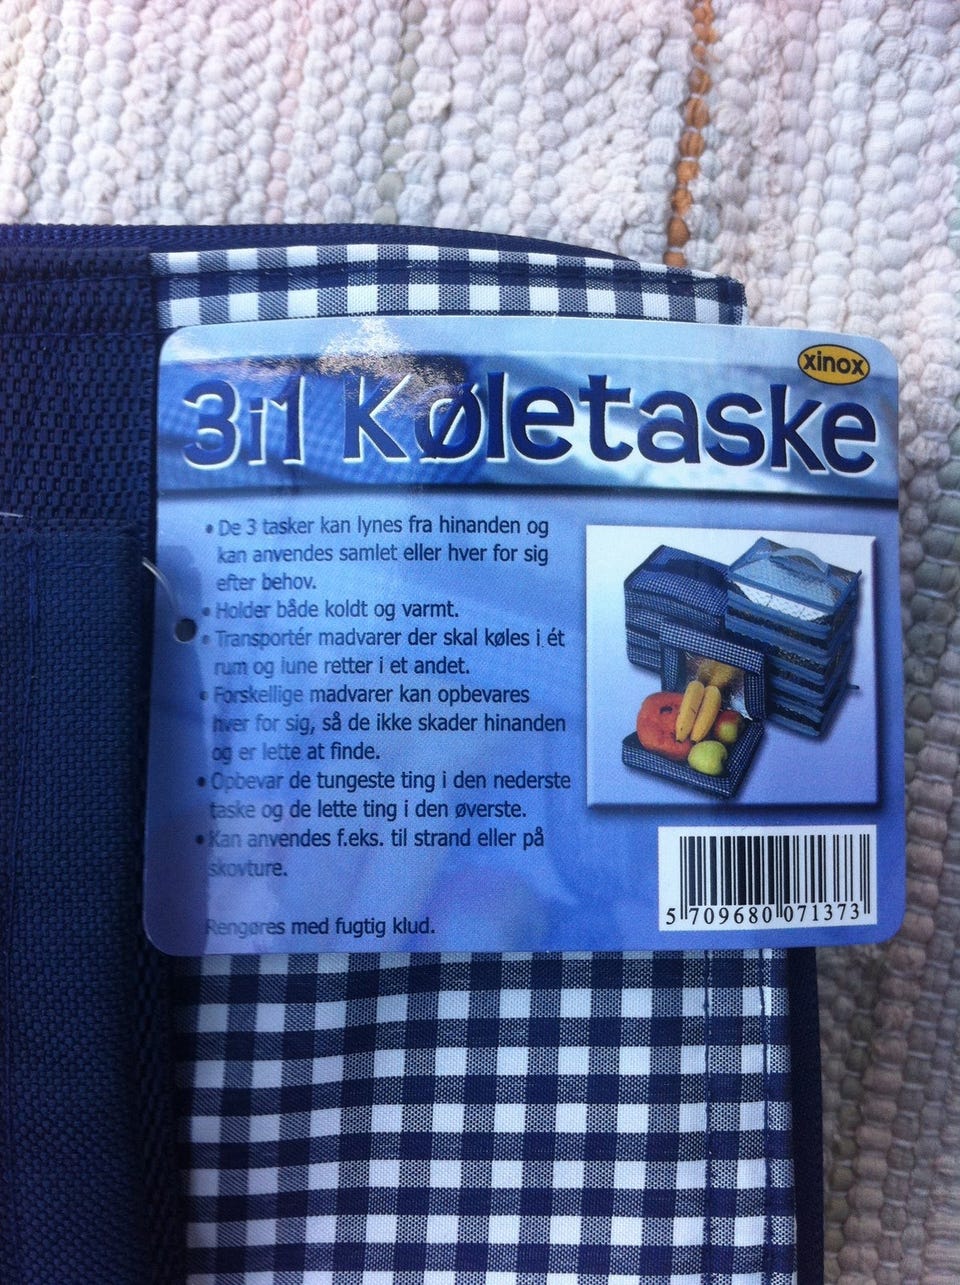 xinox
3i1 Køletaske
• De 3 tasker kan lynes fra hinanden og
kan anvendes samlet eller hver for sig
efter behov.
• Holder både koldt og varmt.
• Transportér madvarer der skal køles i ét
rum og lune retter i et andet.
• Forskellige madvarer kan opbevares
hver for sig, så de ikke skader hinanden
og er lette at finde.
• Opbevar de tungeste ting i den nederste
taske og de lette ting i den øverste.
• Kan anvendes f.eks. til strand eller på
skovture.
Rengøres med fugtig klud.
5 709680 071373